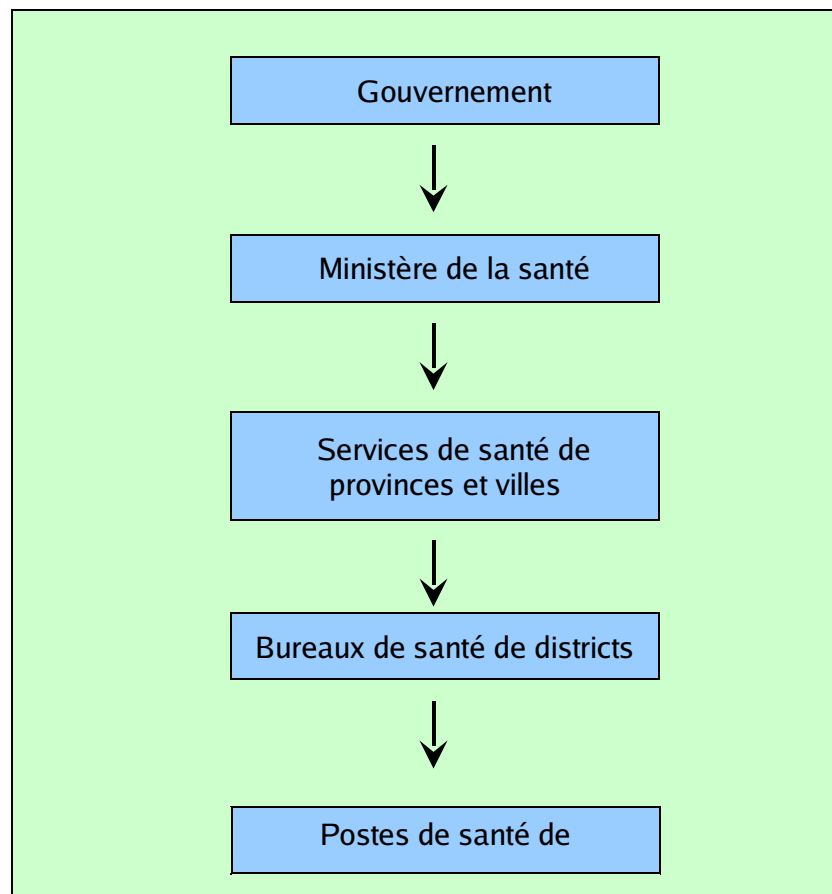 Gouvernement
Ministère de la santé
Services de santé de
provinces et villes
Bureaux de santé de districts
Postes de santé de